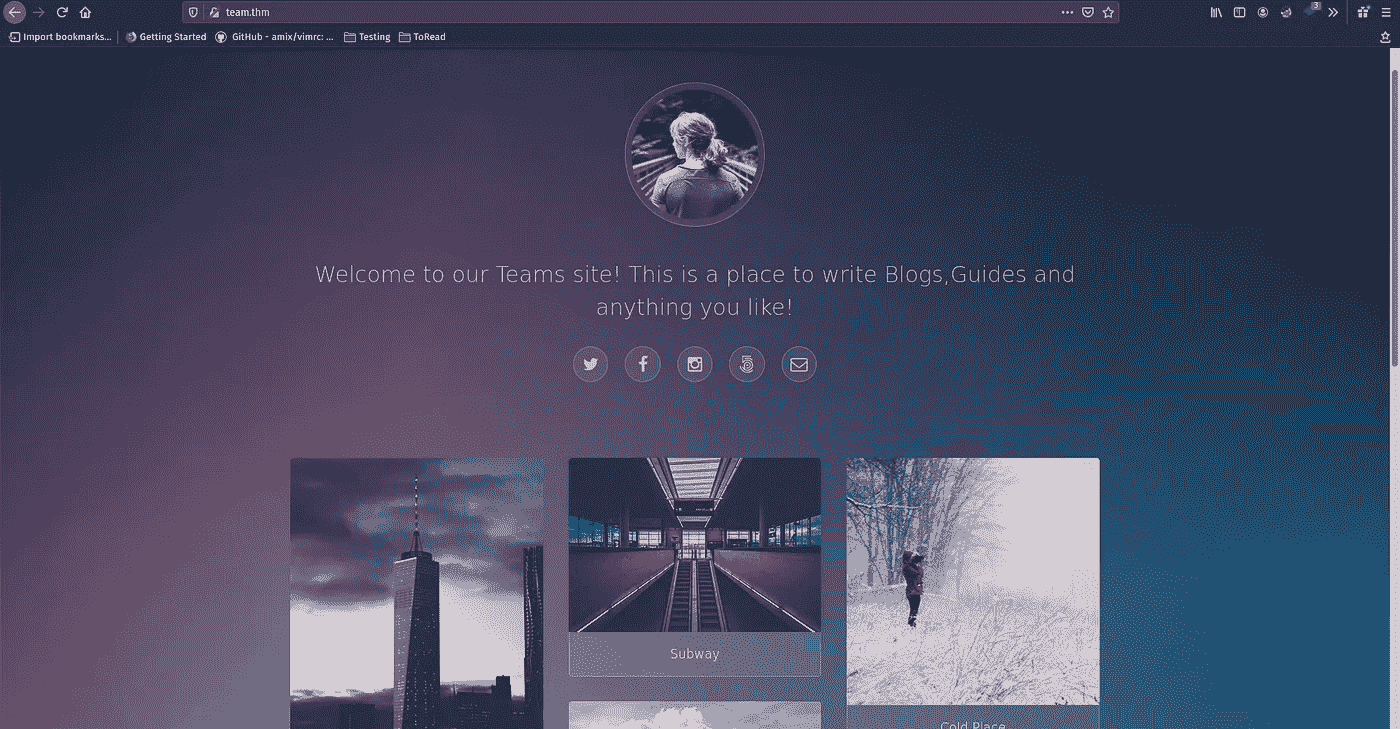 team.thm
3
Import bookmarks...
Getting Started
GitHub - amix/vimrc: ...
Testing
ToRead
Welcome to our Teams site! This is a place to write Blogs,Guides and
anything you like!
Subway
Cold Place